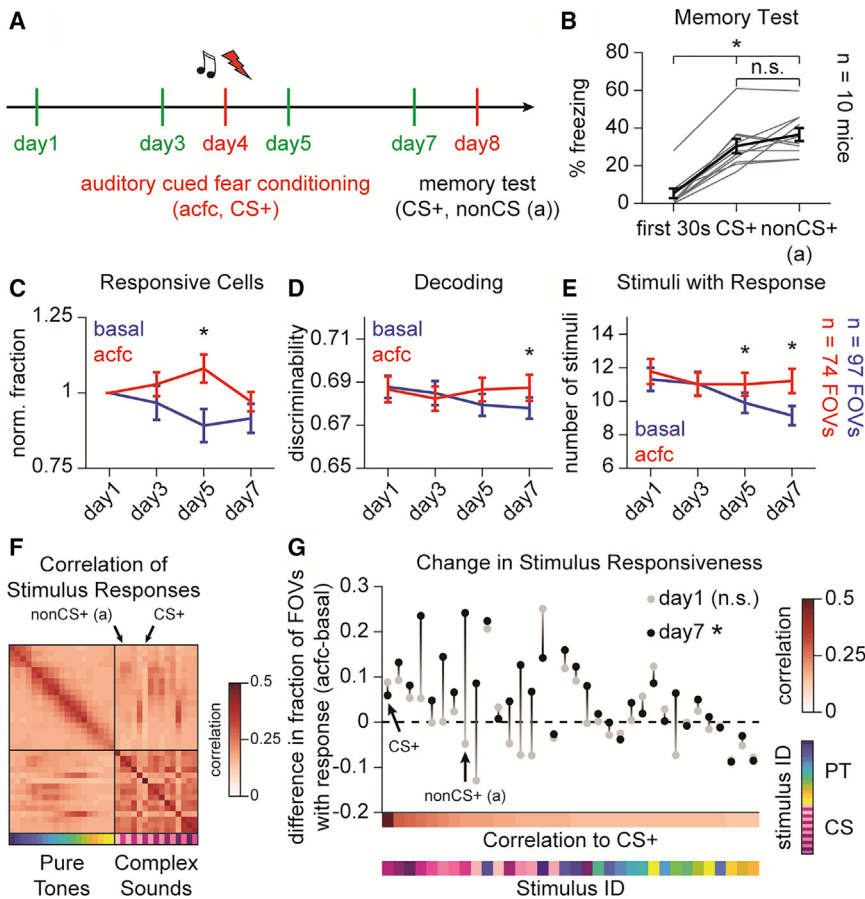 A
day1
day3
day4
day5
day7
day8
auditory cued fear conditioning
(acfc, CS+)
memory test
(CS+, nonCS (a))
B
Memory Test
80
60
40
20
0
% freezing
*
n.s.
n = 10 mice
first 30s CS+ nonCS+
(a)
C
Responsive Cells
1.25
1
0.75
norm. fraction
basal
acfc
*
day1
day3
day5
day7
D
Decoding
0.71
0.69
0.67
0.65
discriminability
basal
acfc
*
day1
day3
day5
day7
E
Stimuli with Response
14
12
10
8
6
number of stimuli
basal
acfc
*
*
day1
day3
day5
day7
n = 97 FOVs
n = 74 FOVs
F
Correlation of
Stimulus Responses
nonCS+ (a)
CS+
0.5
0.25
0
correlation
Pure
Tones
Complex
Sounds
G
Change in Stimulus Responsiveness
0.3
0.2
0.1
0
-0.1
-0.2
difference in fraction of FOVs
with response (acfc-basal)
day1 (n.s.)
day7 *
CS+
nonCS+ (a)
Correlation to CS+
Stimulus ID
0.5
0.25
0
correlation
stimulus ID
PT
CS